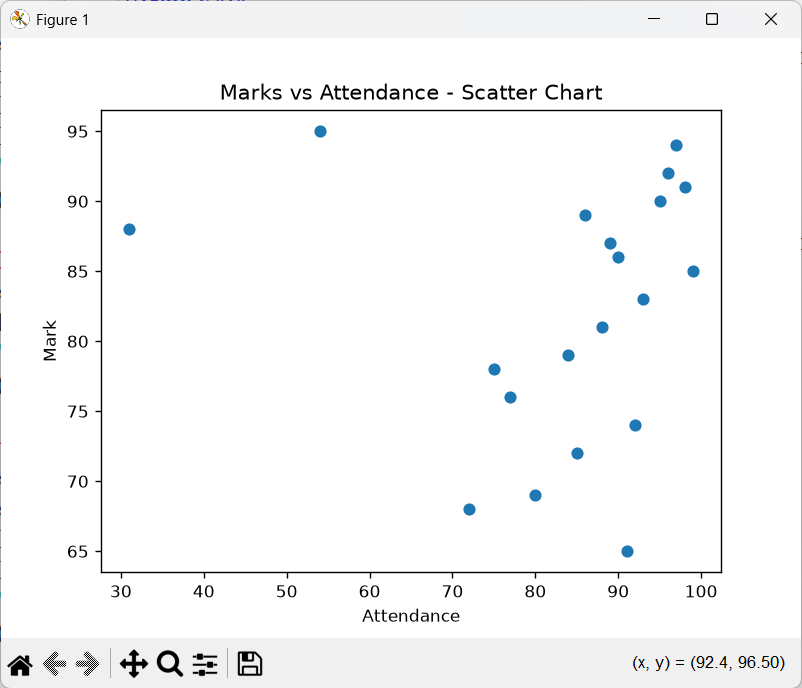 Figure 1
Marks vs Attendance - Scatter Chart
95
90
85
80
75
70
65
Mark
30 40 50 60 70 80 90 100
Attendance
(x, y) = (92.4, 96.50)